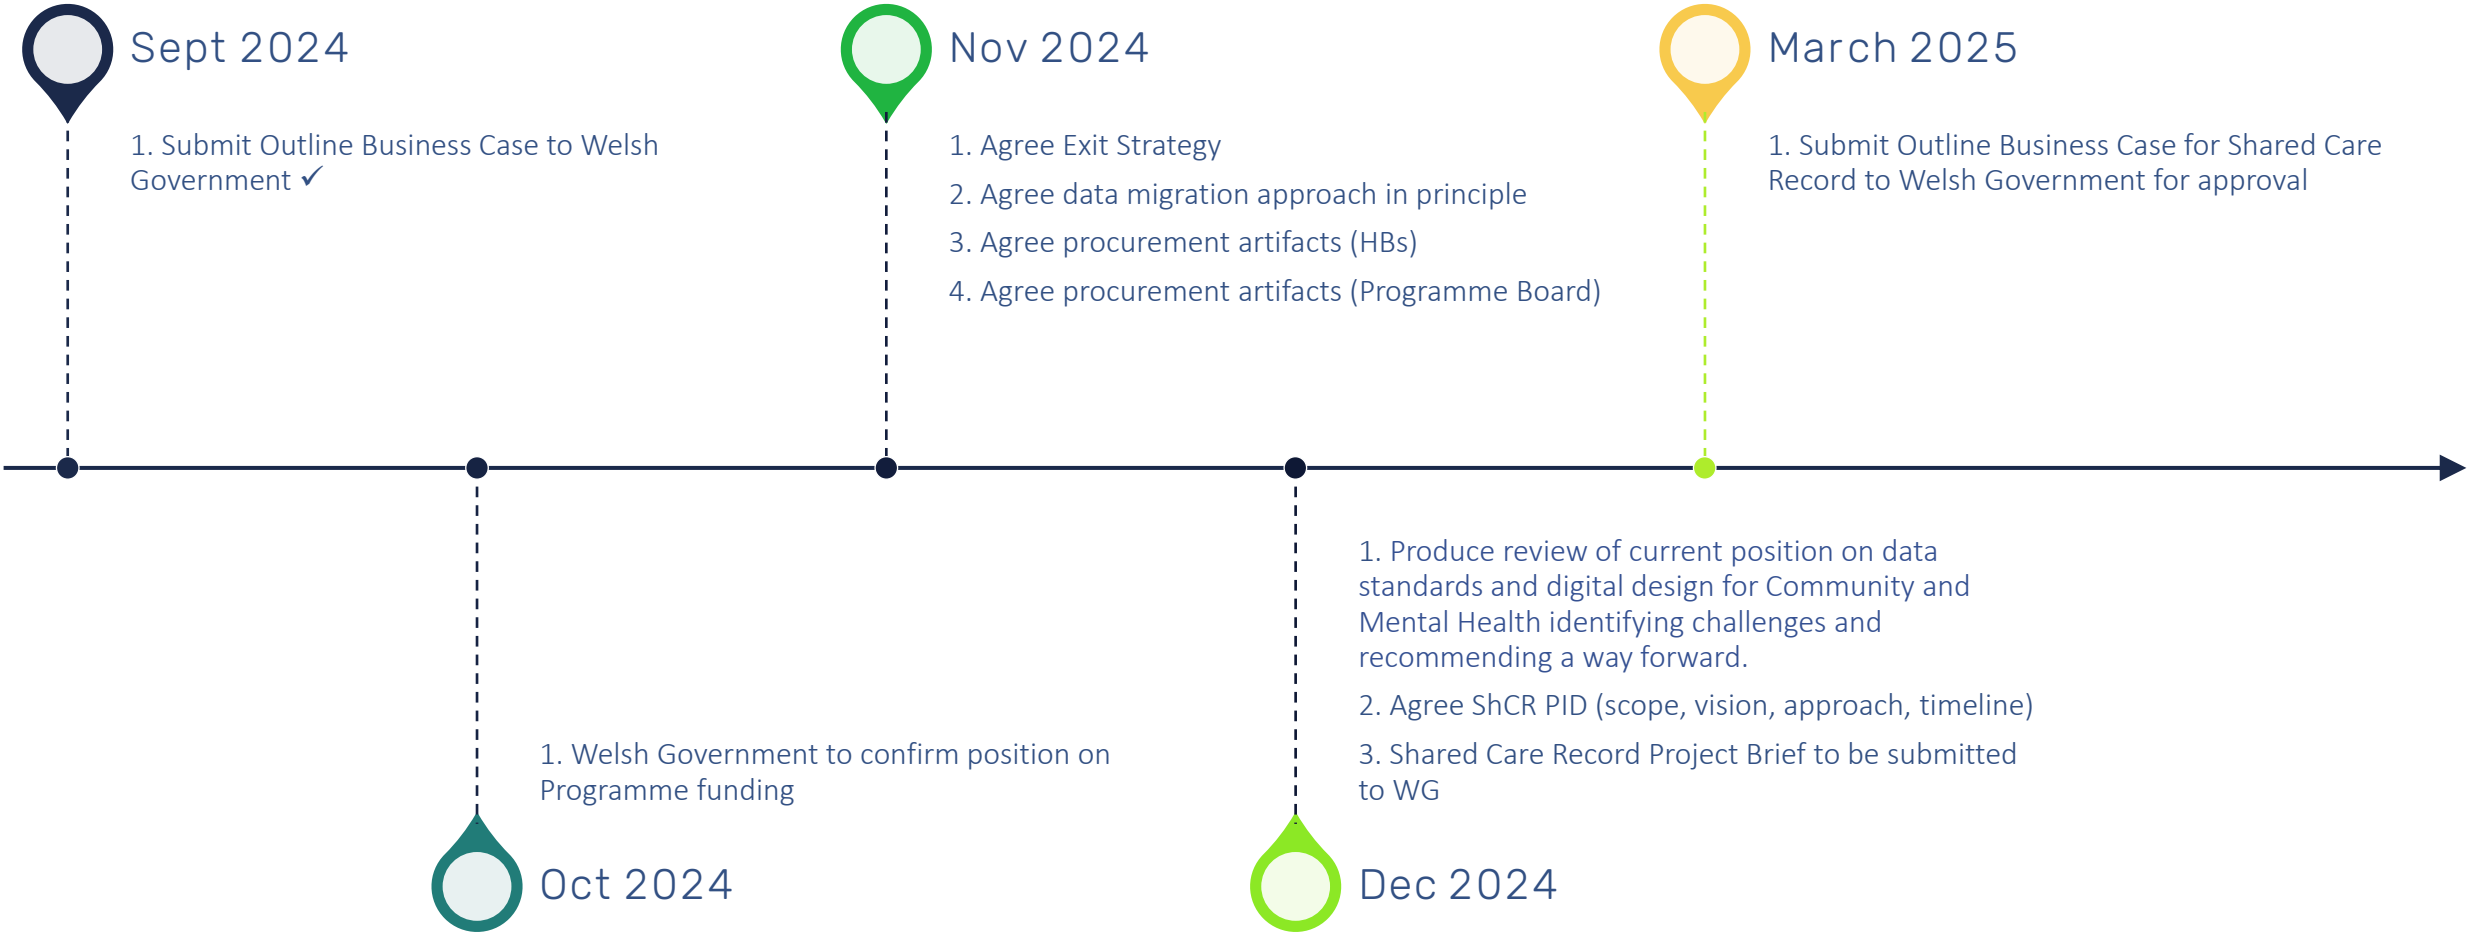 Sept 2024
1. Submit Outline Business Case to Welsh
Government ✓
Nov 2024
1. Agree Exit Strategy
2. Agree data migration approach in principle
3. Agree procurement artifacts (HBs)
4. Agree procurement artifacts (Programme Board)
March 2025
1. Submit Outline Business Case for Shared Care
Record to Welsh Government for approval
1. Welsh Government to confirm position on
Programme funding
Oct 2024
1. Produce review of current position on data
standards and digital design for Community and
Mental Health identifying challenges and
recommending a way forward.
2. Agree ShCR PID (scope, vision, approach, timeline)
3. Shared Care Record Project Brief to be submitted
to WG
Dec 2024